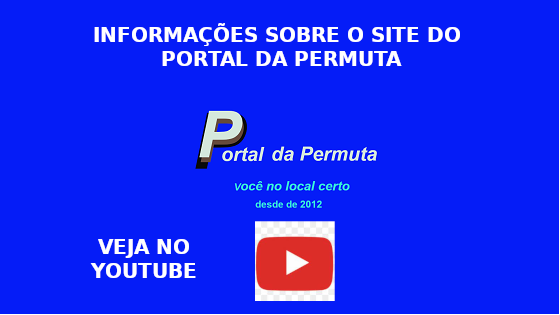 INFORMAÇÕES SOBRE O SITE DO
PORTAL DA PERMUTA
Portal da Permuta
você no local certo
desde de 2012
VEJA NO
YOUTUBE